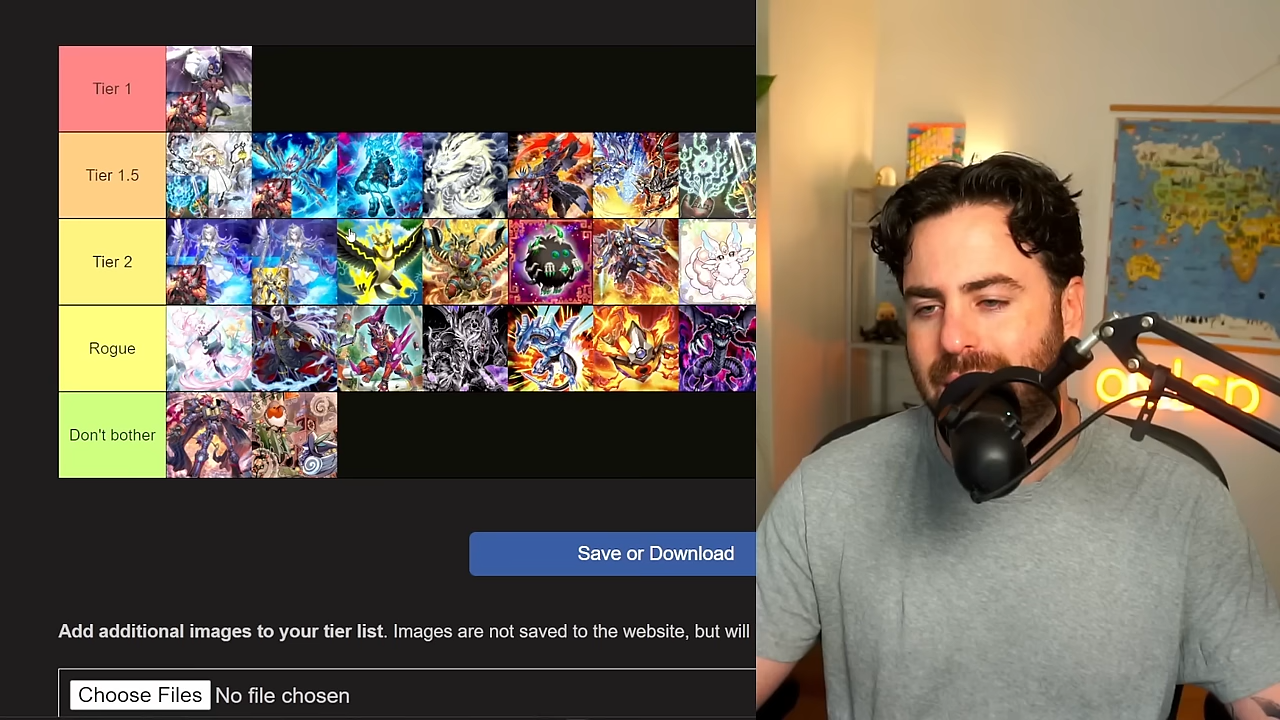 Tier 1
Tier 1.5
Tier 2
Rogue
Don't bother
Save or Download
Add additional images to your tier list. Images are not saved to the website, but will
Choose Files No file chosen